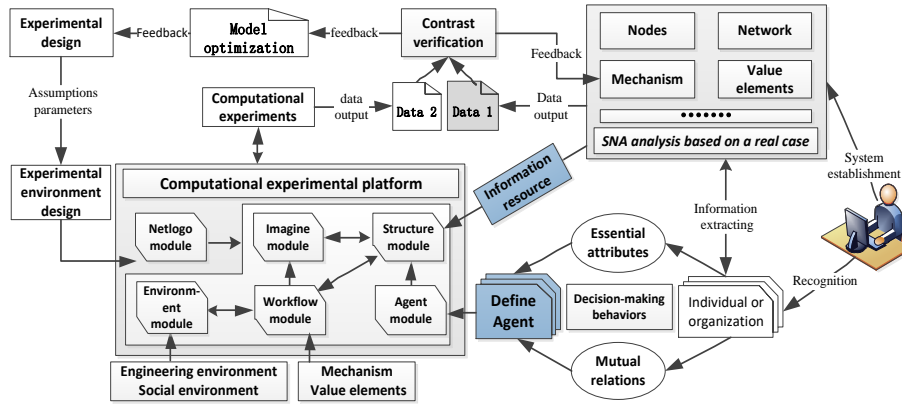 Experimental
design
Feedback
Model
optimization
feedback
Contrast
verification
Feedback
Nodes
Network
Mechanism
Value
elements
SNA analysis based on a real case
Assumptions
parameters
Computational
experiments
data
output
Data 2
Data 1
Data
output
System
establishment
Experimental
environment
design
Computational experimental platform
Information
resource
Information
extracting
Netlogo
module
Imagine
module
Structure
module
Essential
attributes
Recognition
Environm-
ent module
Workflow
module
Agent
module
Define
Agent
Decision-making
behaviors
Individual or
organization
Mutual
relations
Engineering environment
Social environment
Mechanism
Value elements